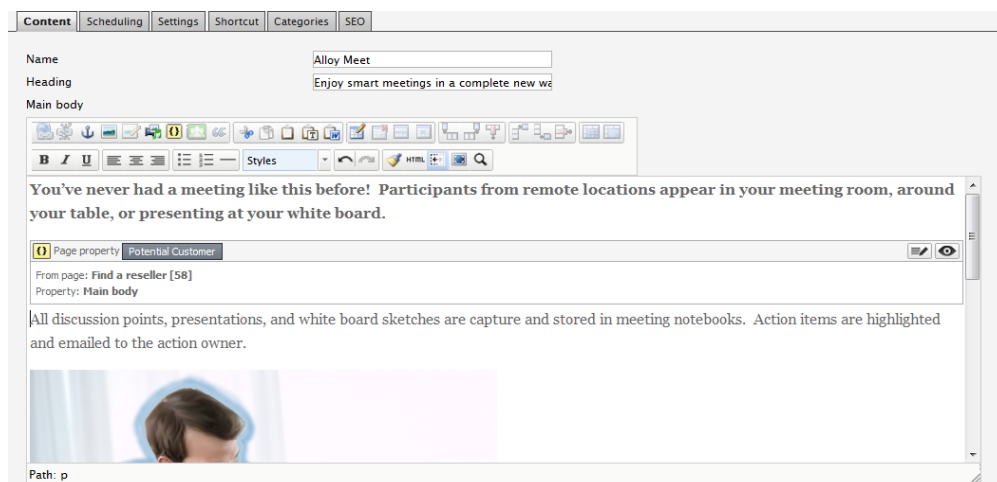 Content Scheduling Settings Shortcut Categories SEO
Name Alloy Meet
Heading Enjoy smart meetings in a complete new wa
Main body
B I U Styles HTML
You've never had a meeting like this before! Participants from remote locations appear in your meeting room, around
your table, or presenting at your white board.
{} Page property Potential Customer
From page: Find a reseller [58]
Property: Main body
All discussion points, presentations, and white board sketches are capture and stored in meeting notebooks. Action items are highlighted
and emailed to the action owner.
Path: p